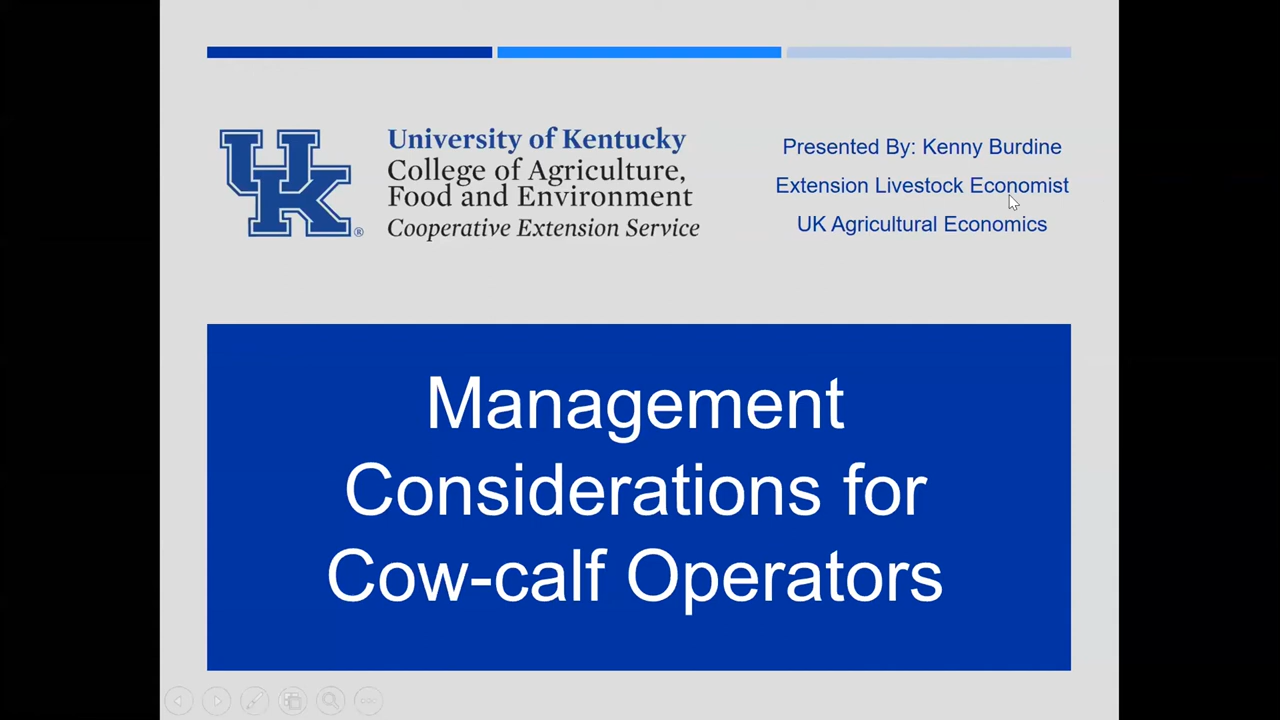 UK®
University of Kentucky
College of Agriculture,
Food and Environment
Cooperative Extension Service
Presented By: Kenny Burdine
Extension Livestock Economist
UK Agricultural Economics
Management
Considerations for
Cow-calf Operators